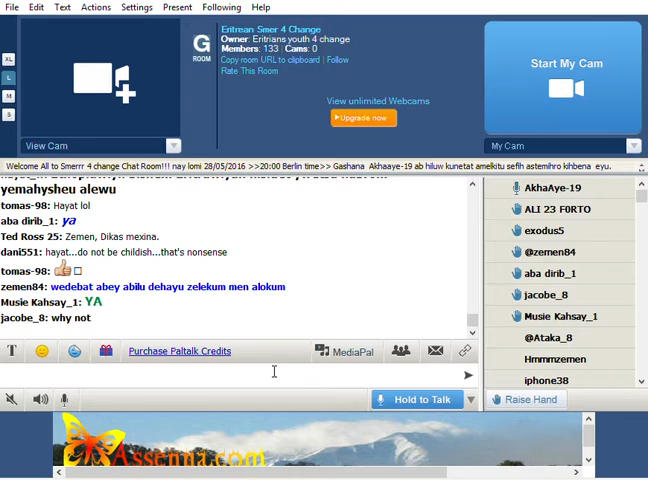 File Edit Text Actions Settings Present Following Help
Eritrean Smer 4 Change
Owner: Eritrians youth 4 change
Members: 133 Cams: 0
Copy room URL to clipboard | Follow
Rate This Room
G
ROOM
XL
L
M
S
View unlimited Webcams
Upgrade now
Start My Cam
View Cam
My Cam
Welcome All to Smerrr 4 change Chat Room!!! nay lomi 28/05/2016 >>20:00 Berlin time>> Gashana Akhaaye-19 ab hiluw kunetat amelkitu sefih astemihro kihbena eyu.
yemahysheu alewu
tomas-98: Hayat lol
aba dirib_1: ya
Ted Ross 25: Zemen, Dikas mexina.
dani551: hayat...do not be childish...that's nonsense
tomas-98:
zemen84: wedebat abey abilu dehayu zelekum men alokum
Musie Kahsay_1: YA
jacobe_8: why not
AkhaAye-19
ALI 23 F0RTO
exodus5
@zemen84
aba dirib_1
jacobe_8
Musie Kahsay_1
@Ataka_8
Hmmmzemen
iphone38
T Purchase Paltalk Credits MediaPal
Hold to Talk
Raise Hand
Assenna.com